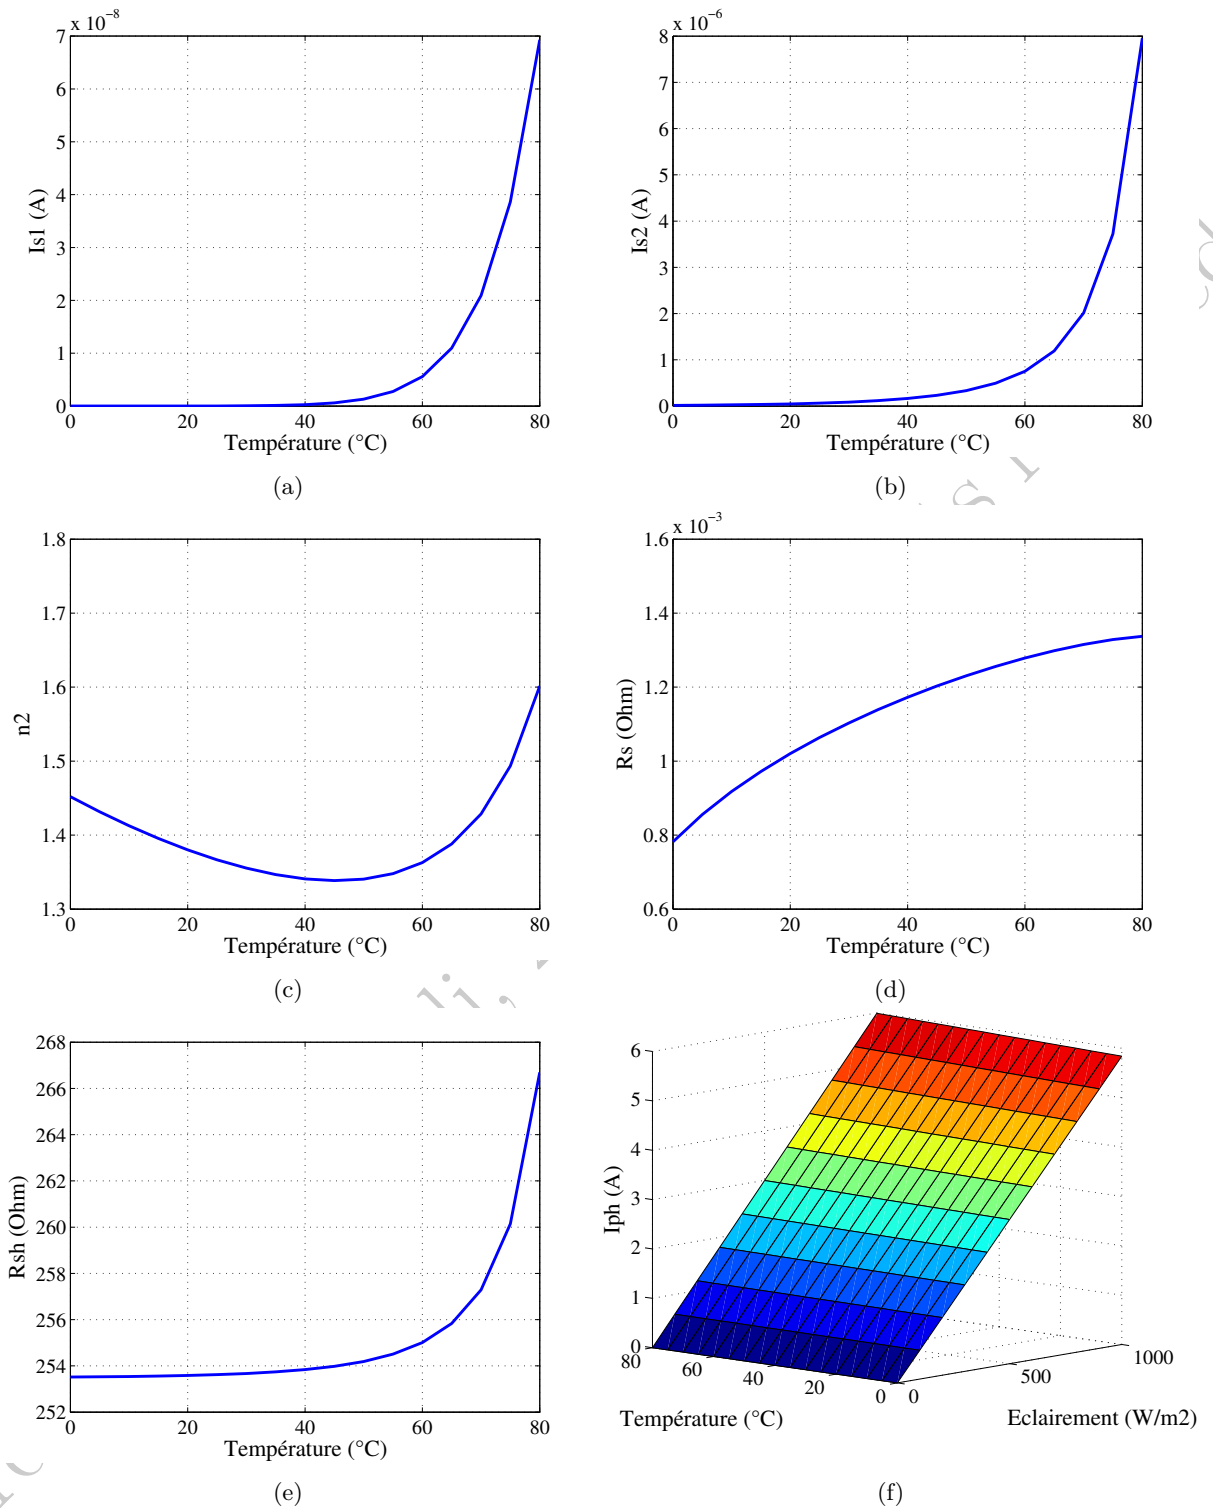 x 10⁻⁸
7
6
5
4
3
2
1
0
Is1 (A)
0 20 40 60 80
Température (°C)
(a)
x 10⁻⁶
8
7
6
5
4
3
2
1
0
Is2 (A)
0 20 40 60 80
Température (°C)
(b)
1.8
1.7
1.6
1.5
1.4
1.3
n2
0 20 40 60 80
Température (°C)
(c)
x 10⁻³
1.6
1.4
1.2
1
0.8
0.6
Rs (Ohm)
0 20 40 60 80
Température (°C)
(d)
268
266
264
262
260
258
256
254
252
Rsh (Ohm)
0 20 40 60 80
Température (°C)
(e)
6
5
4
3
2
1
0
Iph (A)
80 60 40 20 0
0 500 1000
Température (°C)
Eclairement (W/m2)
(f)